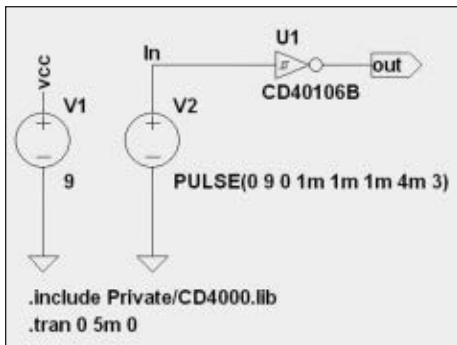 U1
In
out
vcc
CD40106B
V1
V2
+
+
9
PULSE(0 9 0 1m 1m 1m 4m 3)
.include Private/CD4000.lib
.tran 0 5m 0